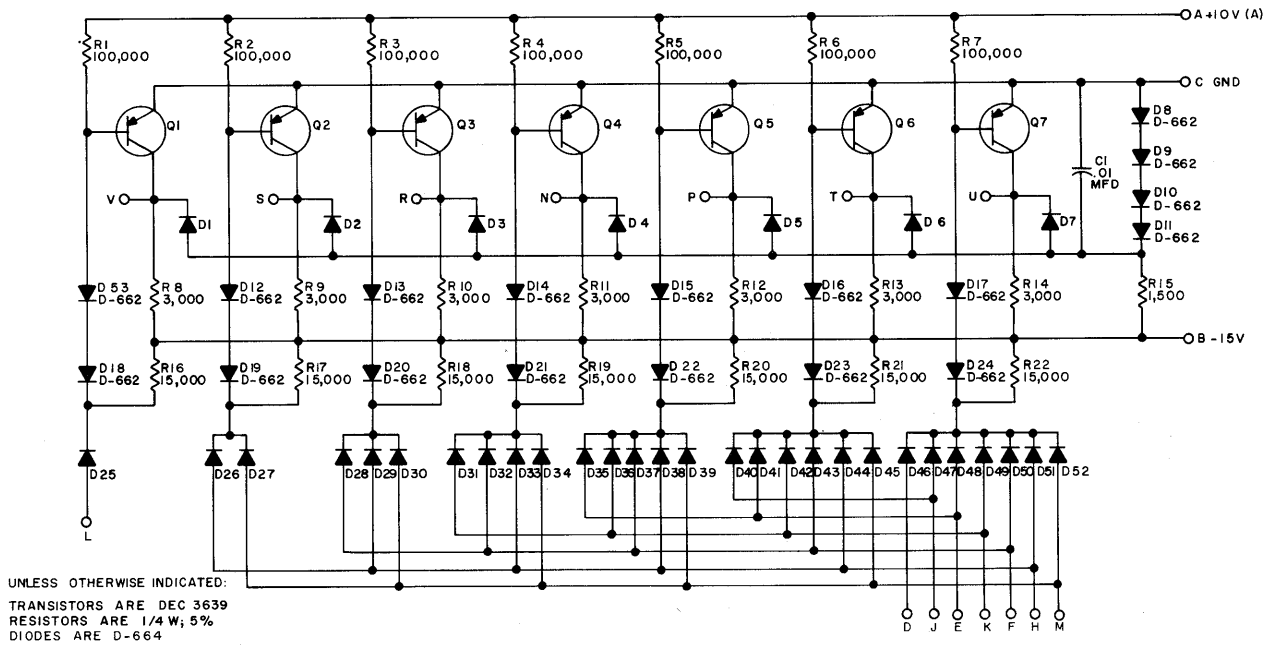 A +10V (A)
R1 100,000
R2 100,000
R3 100,000
R4 100,000
R5 100,000
R6 100,000
R7 100,000
C GND
Q1
Q2
Q3
Q4
Q5
Q6
Q7
C1 .01 MFD
D8 D-662
D9 D-662
D10 D-662
D11 D-662
V
S
R
N
P
T
U
D1
D2
D3
D4
D5
D6
D7
D53 D-662
R8 3,000
D12 D-662
R9 3,000
D13 D-662
R10 3,000
D14 D-662
R11 3,000
D15 D-662
R12 3,000
D16 D-662
R13 3,000
D17 D-662
R14 3,000
R15 1,500
B -15V
D18 D-662
R16 15,000
D19 D-662
R17 15,000
D20 D-662
R18 15,000
D21 D-662
R19 15,000
D22 D-662
R20 15,000
D23 D-662
R21 15,000
D24 D-662
R22 15,000
D25
D26
D27
D28
D29
D30
D31
D32
D33
D34
D35
D36
D37
D38
D39
D40
D41
D42
D43
D44
D45
D46
D47
D48
D49
D50
D51
D52
L
D
J
E
K
F
H
M
UNLESS OTHERWISE INDICATED:
TRANSISTORS ARE DEC 3639
RESISTORS ARE 1/4 W; 5%
DIODES ARE D-664